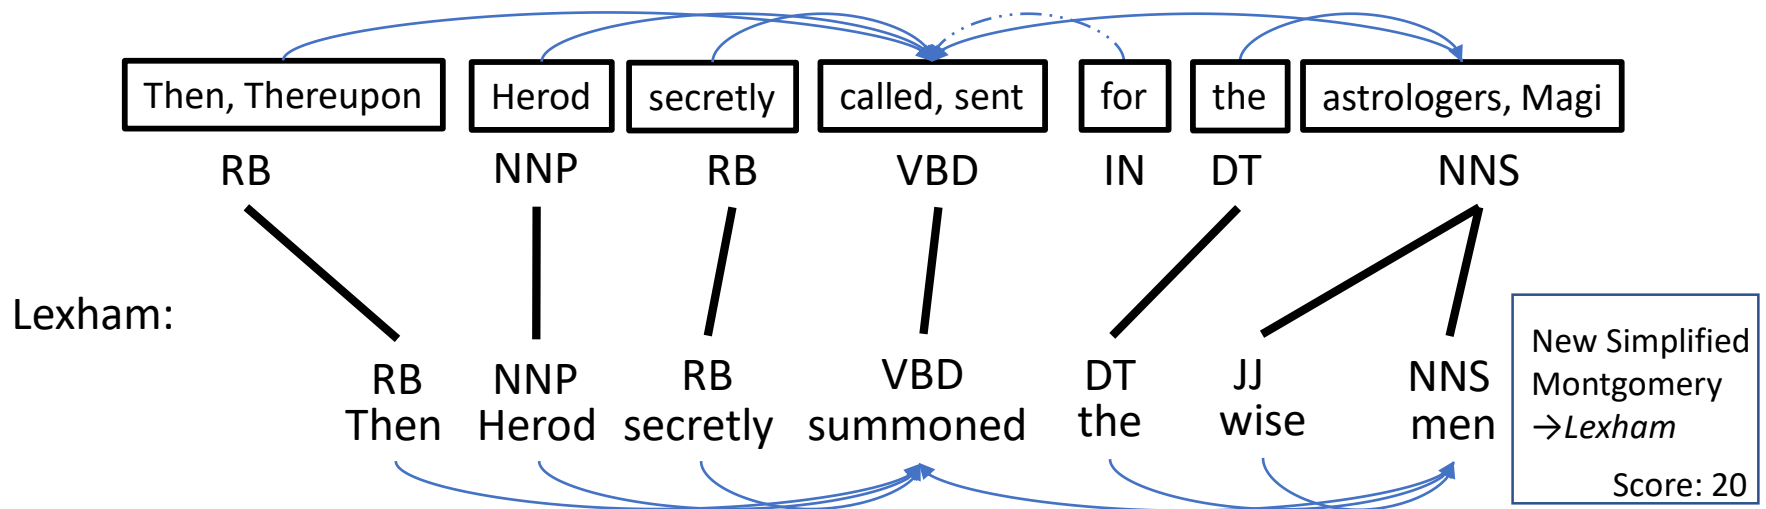 Then, Thereupon Herod secretly called, sent for the astrologers, Magi
RB NNP RB VBD IN DT NNS
Lexham:
RB NNP RB VBD DT JJ NNS
Then Herod secretly summoned the wise men
New Simplified
Montgomery
→Lexham
Score: 20